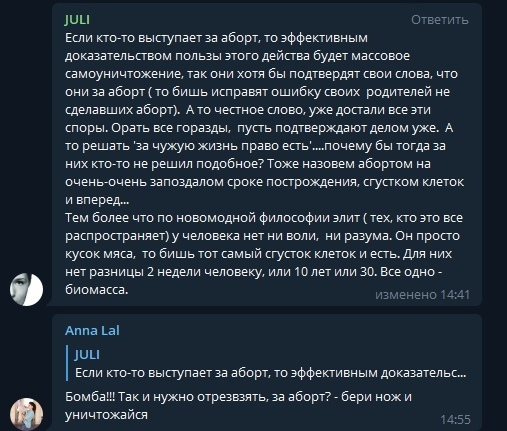 JULI Ответить
Если кто-то выступает за аборт, то эффективным
доказательством пользы этого действа будет массовое
самоуничтожение, так они хотя бы подтвердят свои слова, что
они за аборт ( то бишь исправят ошибку своих родителей не
сделавших аборт). А то честное слово, уже достали все эти
споры. Орать все горазды, пусть подтверждают делом уже. А
то решать 'за чужую жизнь право есть'....почему бы тогда за
них кто-то не решил подобное? Тоже назовем абортом на
очень-очень запоздалом сроке построждения, сгустком клеток
и вперед...
Тем более что по новомодной философии элит ( тех, кто это все
распространяет) у человека нет ни воли, ни разума. Он просто
кусок мяса, то бишь тот самый сгусток клеток и есть. Для них
нет разницы 2 недели человеку, или 10 лет или 30. Все одно -
биомасса.
изменено 14:41
Anna Lal
JULI
Если кто-то выступает за аборт, то эффективным доказательс...
Бомба!!! Так и нужно отрезвзять, за аборт? - бери нож и
уничтожайся
14:55